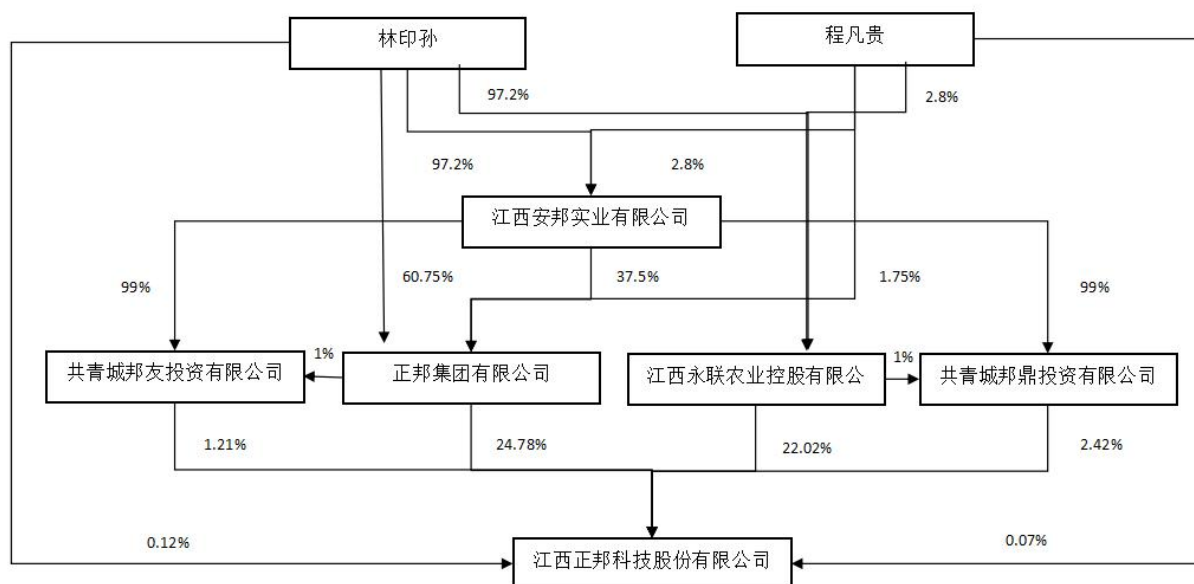 林印孙
程凡贵
97.2%
2.8%
97.2%
2.8%
江西安邦实业有限公司
99%
60.75%
37.5%
1.75%
99%
共青城邦友投资有限公司
1%
正邦集团有限公司
江西永联农业控股有限公
1%
共青城邦鼎投资有限公司
1.21%
24.78%
22.02%
2.42%
0.12%
江西正邦科技股份有限公司
0.07%